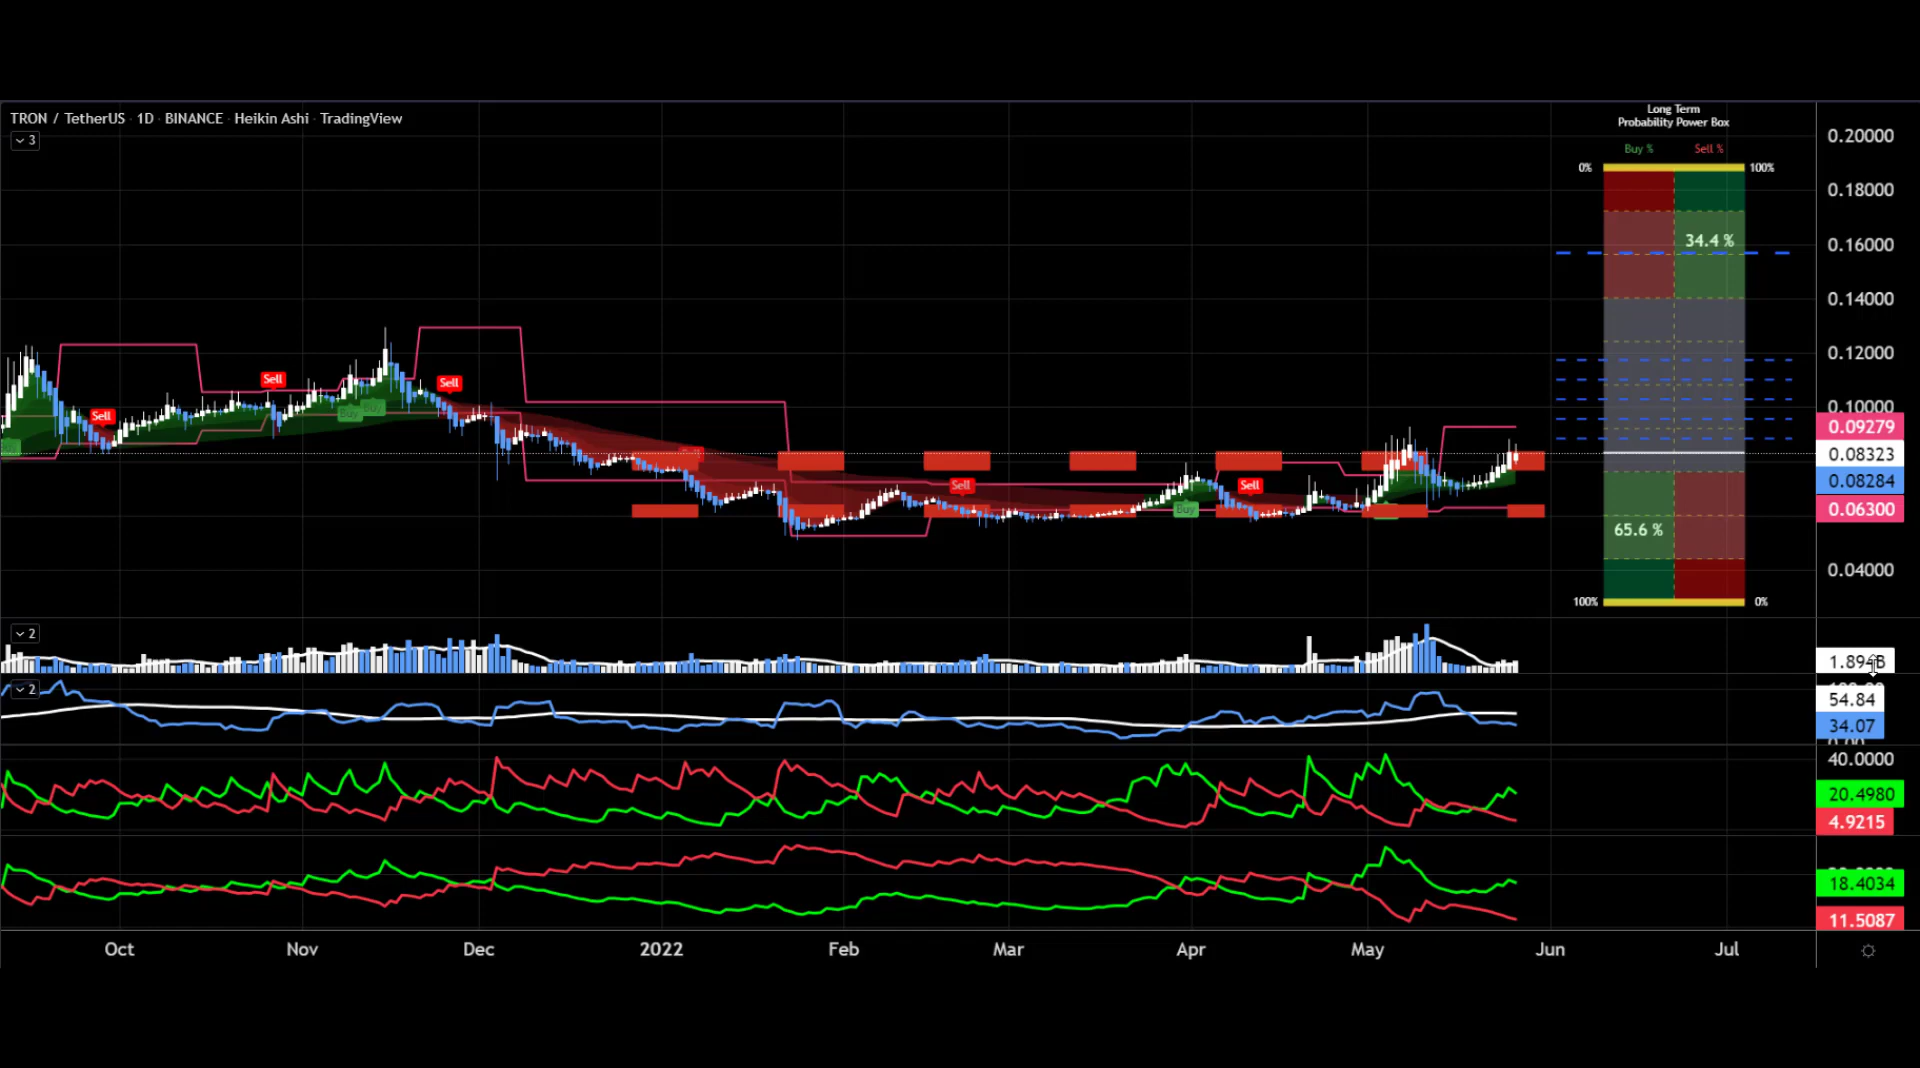 Long Term
Probability Power Box
TRON / TetherUS · 1D · BINANCE · Heikin Ashi · TradingView
3
Buy %
Sell %
0%
100%
34.4 %
65.6 %
100%
0%
0.20000
0.18000
0.16000
0.14000
0.12000
0.10000
0.09279
0.08323
0.08284
0.06300
0.04000
Sell
Sell
Sell
Buy
Buy
Sell
Buy
Sell
2
2
54.84
34.07
40.0000
20.4980
4.9215
18.4034
11.5087
Oct
Nov
Dec
2022
Feb
Mar
Apr
May
Jun
Jul